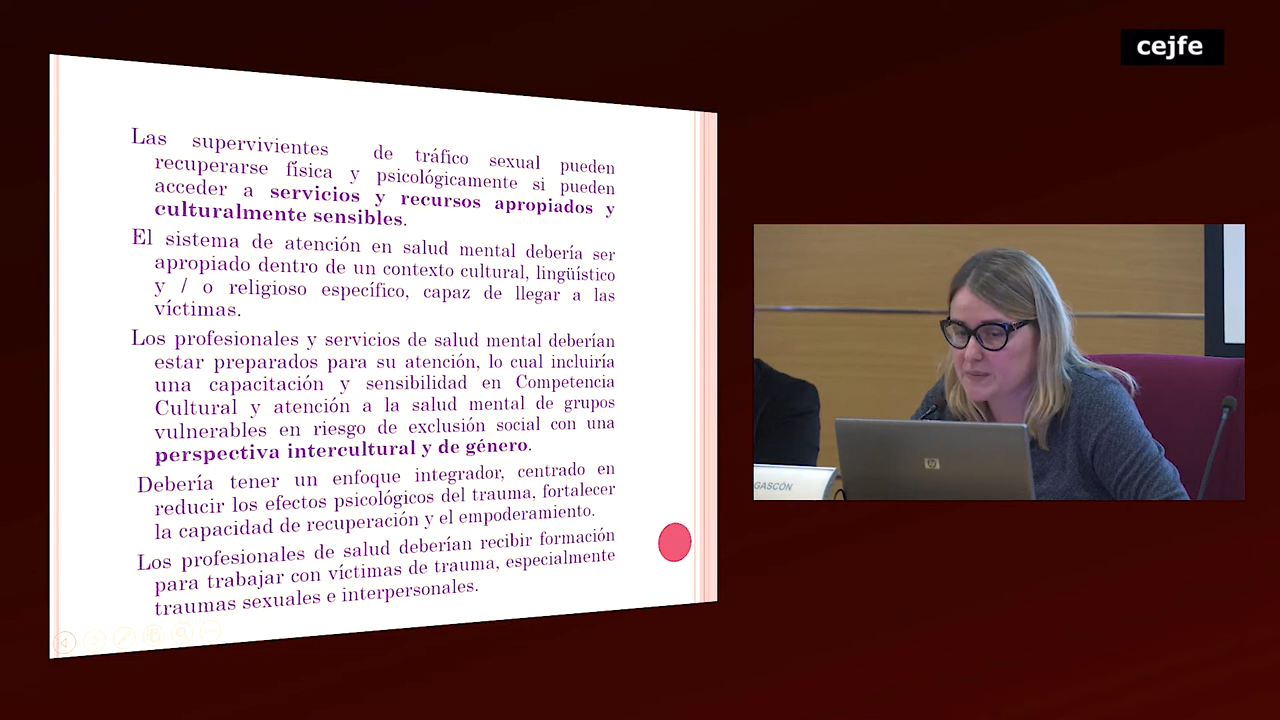 cejfe
Las supervivientes de tráfico sexual pueden
recuperarse física y psicológicamente si pueden
acceder a servicios y recursos apropiados y
culturalmente sensibles.
El sistema de atención en salud mental debería ser
apropiado dentro de un contexto cultural, lingüístico
y / o religioso específico, capaz de llegar a las
víctimas.
Los profesionales y servicios de salud mental deberían
estar preparados para su atención, lo cual incluiría
una capacitación y sensibilidad en Competencia
Cultural y atención a la salud mental de grupos
vulnerables en riesgo de exclusión social con una
perspectiva intercultural y de género.
Debería tener un enfoque integrador, centrado en
reducir los efectos psicológicos del trauma, fortalecer
la capacidad de recuperación y el empoderamiento.
Los profesionales de salud deberían recibir formación
para trabajar con víctimas de trauma, especialmente
traumas sexuales e interpersonales.
hp
GASCÓN